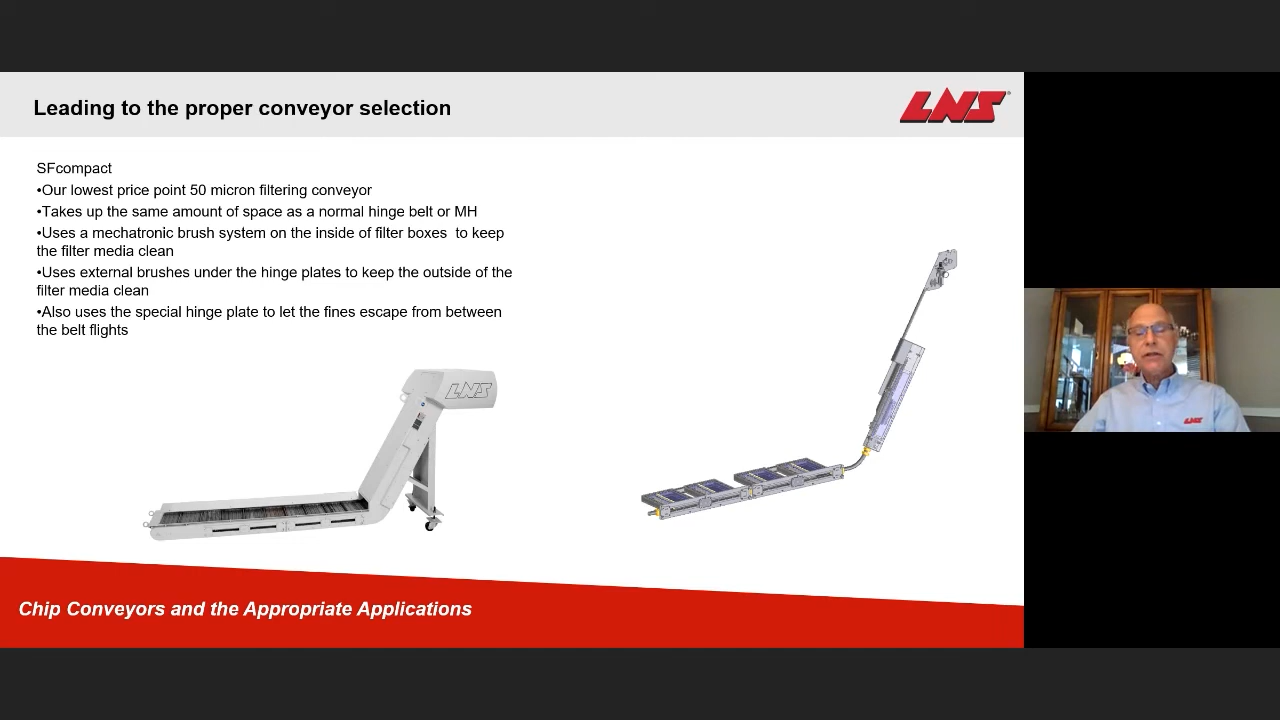 Leading to the proper conveyor selection
LNS
SFcompact
•Our lowest price point 50 micron filtering conveyor
•Takes up the same amount of space as a normal hinge belt or MH
•Uses a mechatronic brush system on the inside of filter boxes  to keep
the filter media clean
•Uses external brushes under the hinge plates to keep the outside of the
filter media clean
•Also uses the special hinge plate to let the fines escape from between
the belt flights
LNS
LNS
Chip Conveyors and the Appropriate Applications